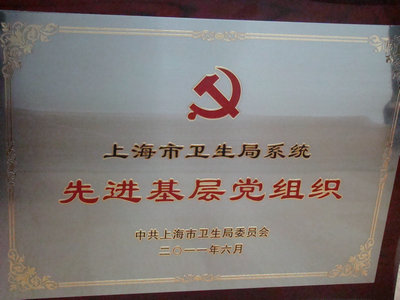 上海市卫生局系统
先进基层党组织
中共上海市卫生局委员会
二〇一一年六月